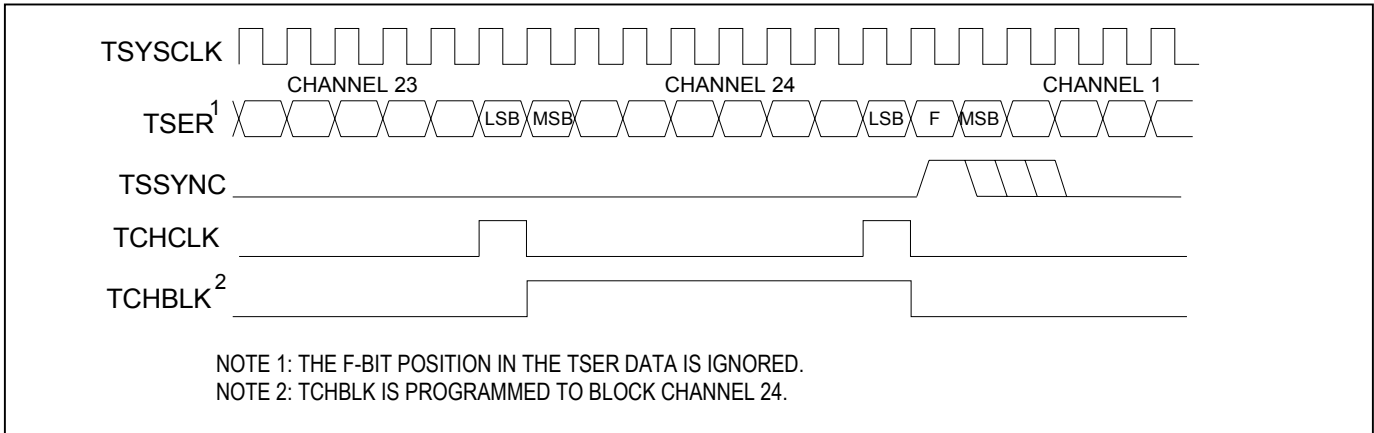 TSYSCLK
CHANNEL 23 CHANNEL 24 CHANNEL 1
TSER1 LSB MSB LSB F MSB
TSSYNC
TCHCLK
TCHBLK2
NOTE 1: THE F-BIT POSITION IN THE TSER DATA IS IGNORED.
NOTE 2: TCHBLK IS PROGRAMMED TO BLOCK CHANNEL 24.